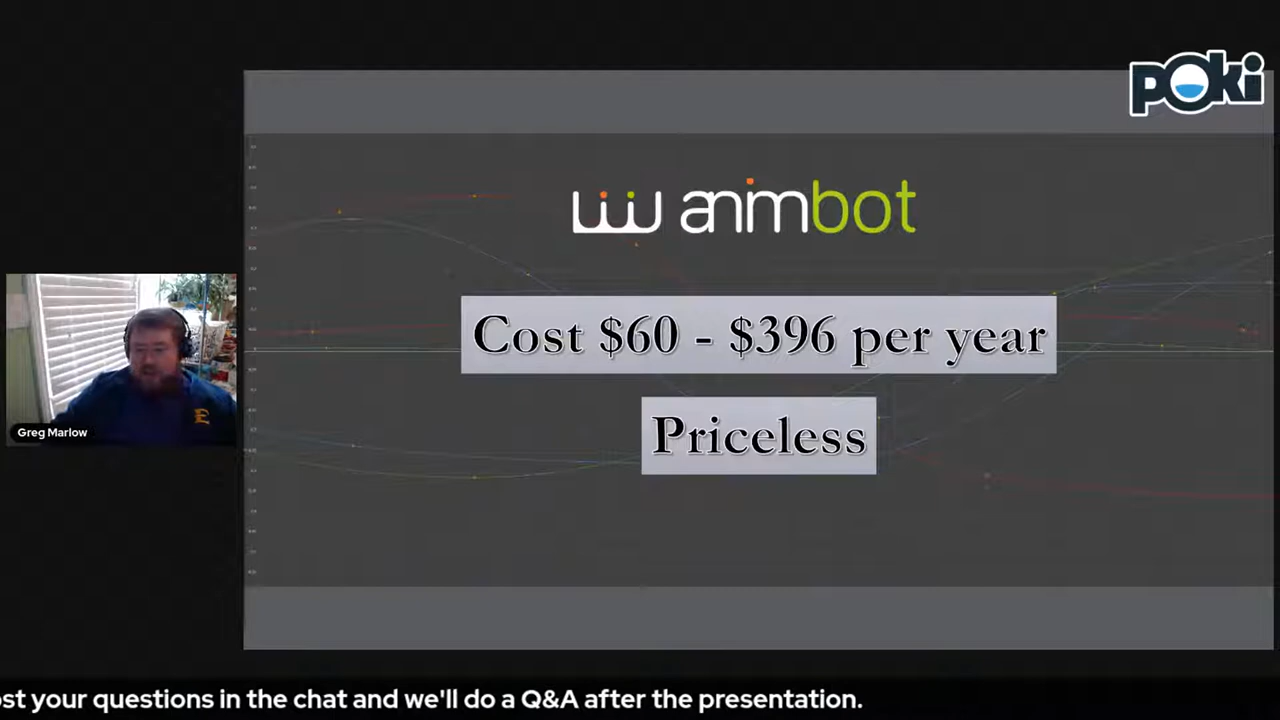 poki
animbot
Cost $60 - $396 per year
Priceless
Greg Marlow
ost your questions in the chat and we'll do a Q&A after the presentation.